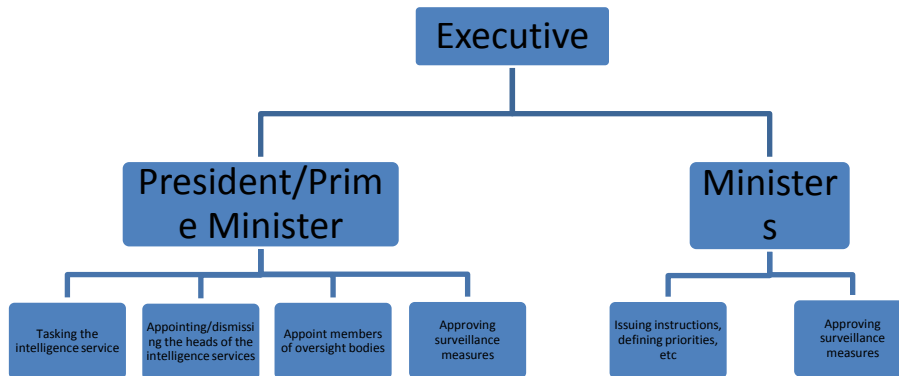 Executive
President/Prim
e Minister
Minister
s
Tasking the
intelligence service
Appointing/dismissi
ng the heads of the
intelligence services
Appoint members
of oversight bodies
Approving
surveillance
measures
Issuing instructions,
defining priorities,
etc
Approving
surveillance
measures